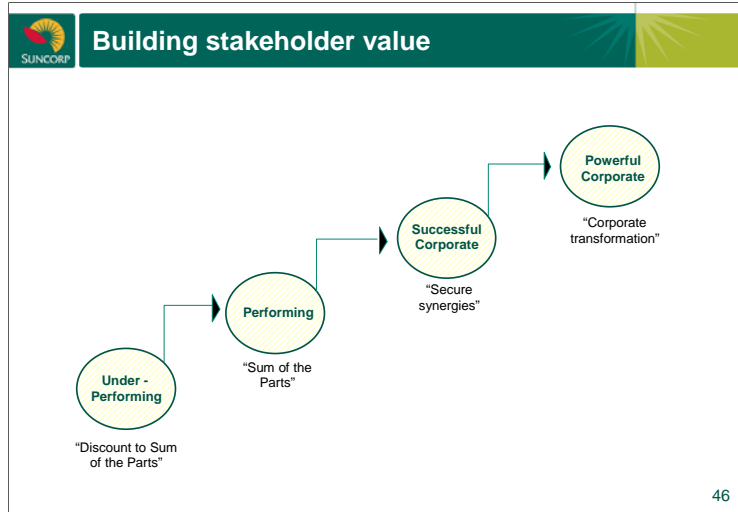 SUNCORP
Building stakeholder value
Powerful
Corporate
“Corporate
transformation”
Successful
Corporate
“Secure
synergies”
Performing
“Sum of the
Parts”
Under -
Performing
“Discount to Sum
of the Parts”
46